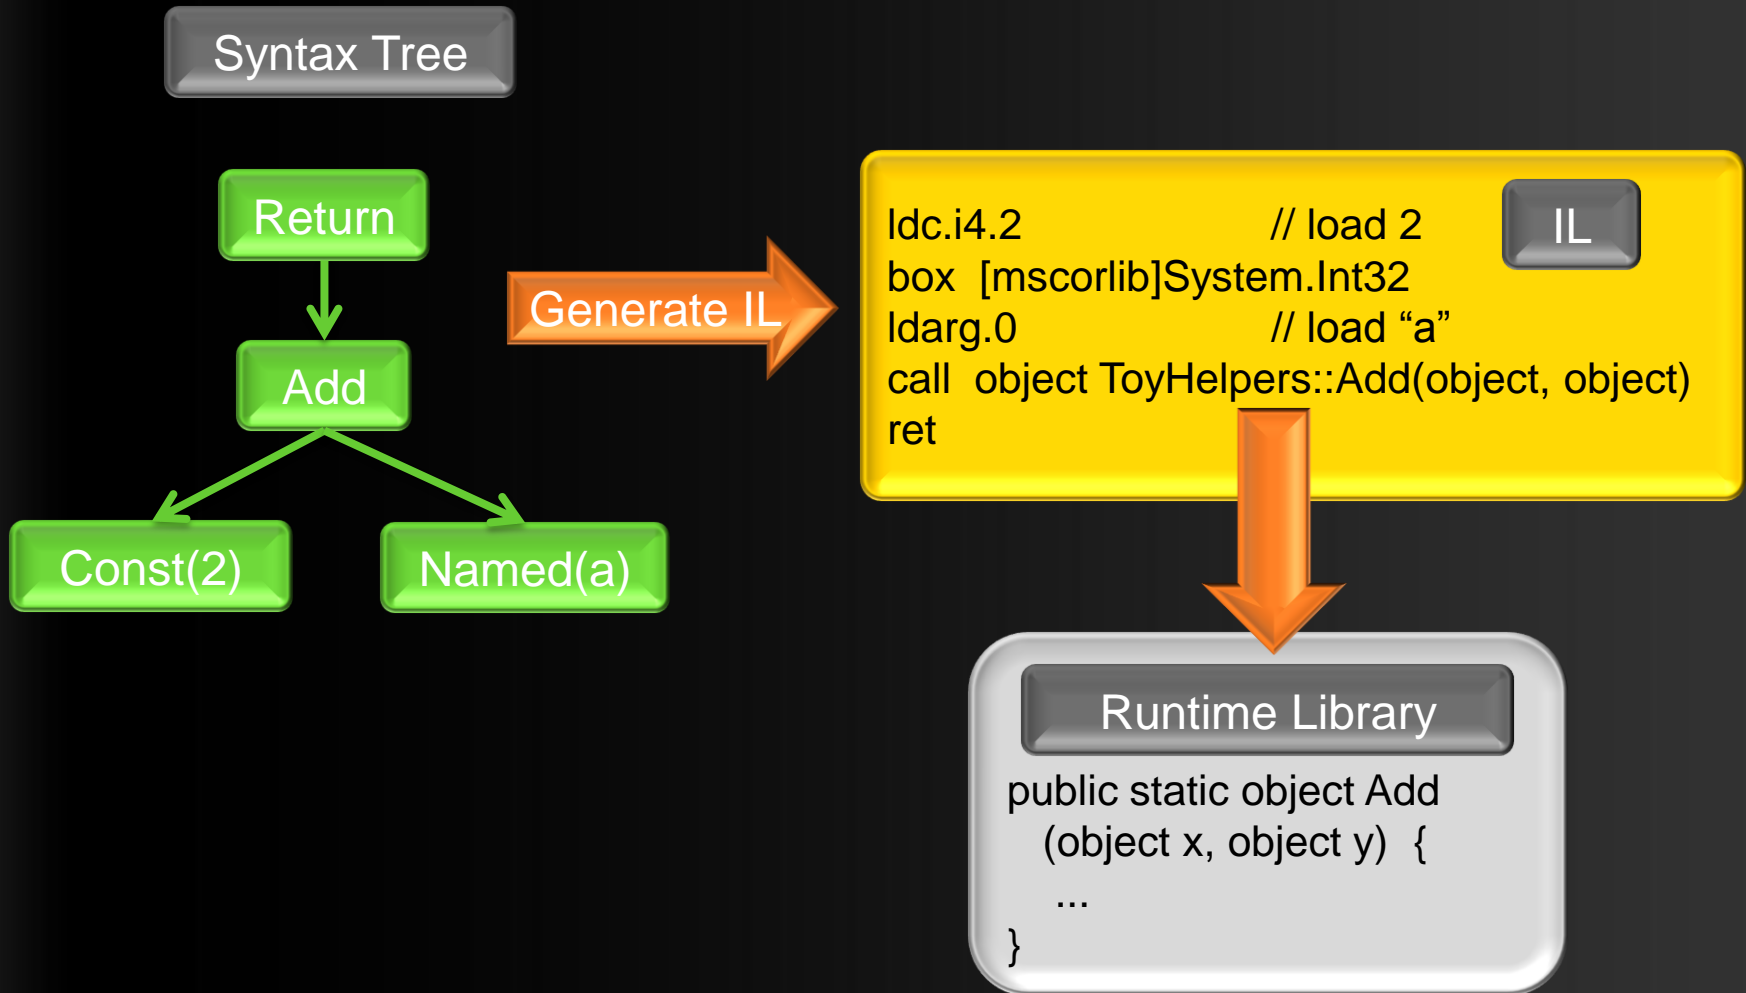 Syntax Tree
Return
Add
Const(2)
Named(a)
Generate IL
IL
ldc.i4.2 // load 2
box [mscorlib]System.Int32
ldarg.0 // load “a”
call object ToyHelpers::Add(object, object)
ret
Runtime Library
public static object Add
(object x, object y) {
...
}